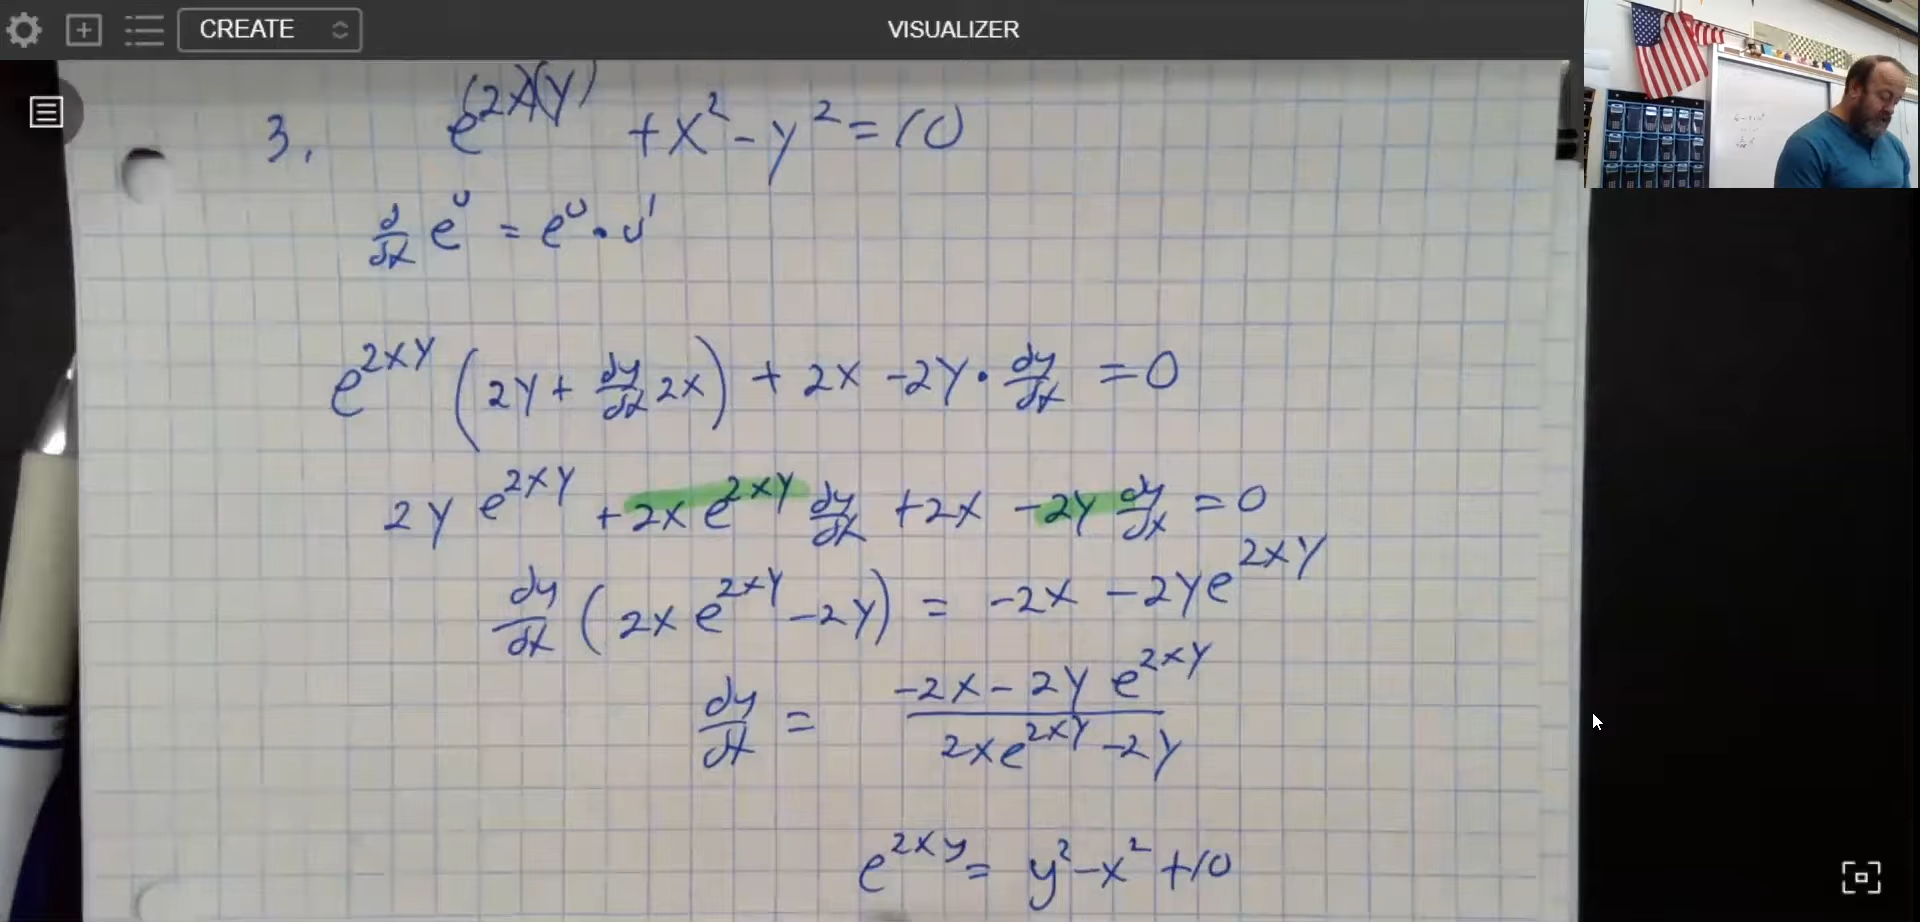 CREATE
VISUALIZER
3. e^{(2x)(y)} + x² - y² = 10
d/dx e^u = e^u · u'
e^{2xy} (2y + dy/dx 2x) + 2x - 2y · dy/dx = 0
2y e^{2xy} + 2x e^{2xy} dy/dx + 2x - 2y dy/dx = 0
dy/dx (2x e^{2xy} - 2y) = -2x - 2y e^{2xy}
dy/dx = (-2x - 2y e^{2xy}) / (2x e^{2xy} - 2y)
e^{2xy} = y² - x² + 10